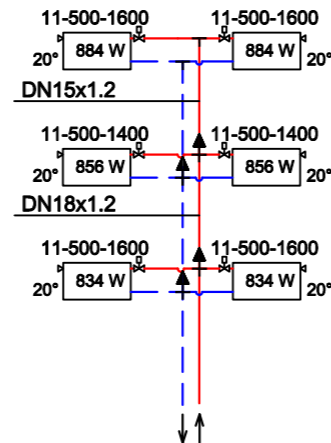 11-500-1600 11-500-1600
884 W 884 W
20° 20°
DN15x1.2
11-500-1400 11-500-1400
856 W 856 W
20° 20°
DN18x1.2
11-500-1600 11-500-1600
834 W 834 W
20° 20°